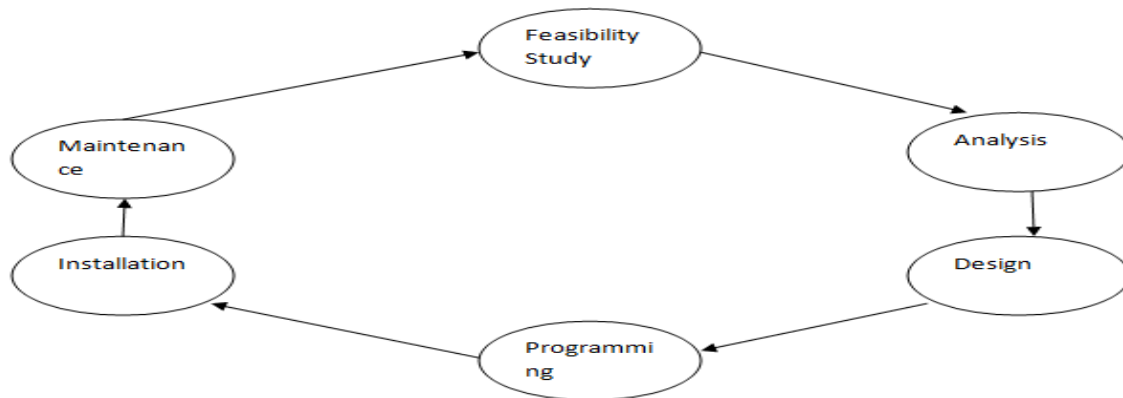 Feasibility
Study
Analysis
Design
Programmi
ng
Installation
Maintenan
ce